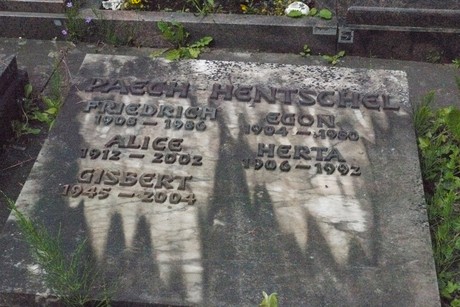 PAECH - HENTSCHEL
FRIEDRICH
1908 - 1986
ALICE
1912 - 2002
GISBERT
1945 - 2004
EGON
1904 - 1980
HERTA
1906 - 1992